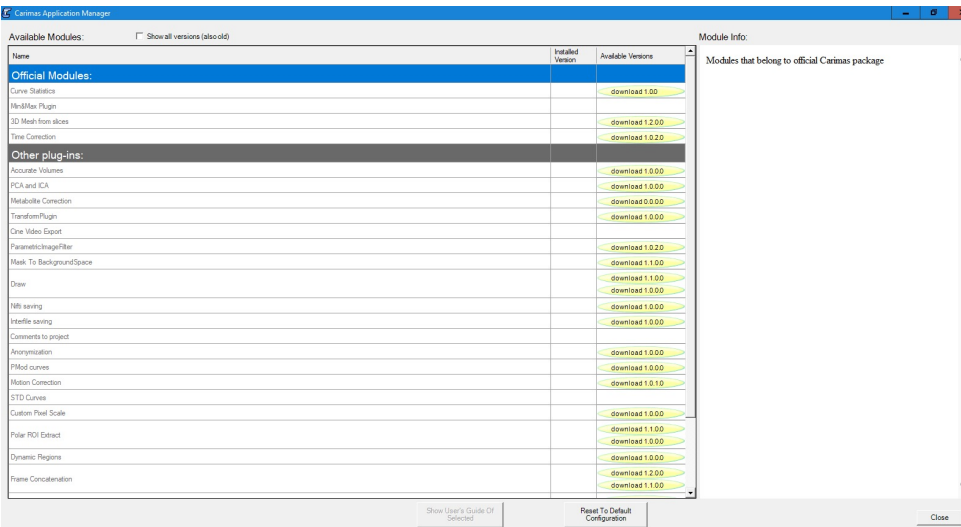 Carimas Application Manager
Available Modules:
Show all versions (also old)
Module Info:
Name
Installed Version
Available Versions
Modules that belong to official Carimas package
Official Modules:
Curve Statistics
download 1.0.0
Min&Max Plugin
3D Mesh from slices
download 1.2.0.0
Time Correction
download 1.0.2.0
Other plug-ins:
Accurate Volumes
download 1.0.0.0
PCA and ICA
download 1.0.0.0
Metabolite Correction
download 0.0.0.0
TransformPlugin
download 1.0.0.0
Cine Video Export
ParametricImageFilter
download 1.0.2.0
Mask To BackgroundSpace
download 1.1.0.0
Draw
download 1.1.0.0
download 1.0.0.0
Nifti saving
download 1.0.0.0
Interfile saving
download 1.0.0.0
Comments to project
Anonymization
download 1.0.0.0
PMod curves
download 1.0.0.0
Motion Correction
download 1.0.1.0
STD Curves
Custom Pixel Scale
download 1.0.0.0
Polar ROI Extract
download 1.1.0.0
download 1.0.0.0
Dynamic Regions
download 1.0.0.0
Frame Concatenation
download 1.2.0.0
download 1.1.0.0
Show User's Guide Of
Selected
Reset To Default
Configuration
Close